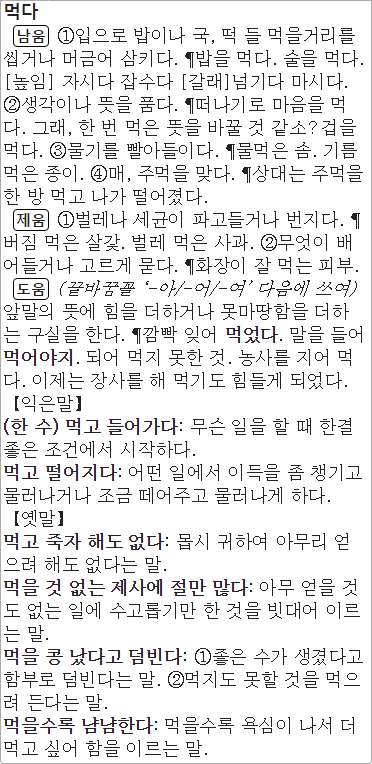 먹다
[남움] ①입으로 밥이나 국, 떡 들 먹을거리를
씹거나 머금어 삼키다. ¶밥을 먹다. 술을 먹다.
[높임] 자시다 잡수다 [갈래]넘기다 마시다.
②생각이나 뜻을 품다. ¶떠나기로 마음을 먹
다. 그래, 한 번 먹은 뜻을 바꿀 것 같소? 겁을
먹다. ③물기를 빨아들이다. ¶물먹은 솜. 기름
먹은 종이. ④매, 주먹을 맞다. ¶상대는 주먹을
한 방 먹고 나가 떨어졌다.
[제움] ①벌레나 세균이 파고들거나 번지다. ¶
버짐 먹은 살갗. 벌레 먹은 사과. ②무엇이 배
어들거나 고르게 묻다. ¶화장이 잘 먹는 피부.
[도움] (끝바꿈꼴 ‘-아/-어/-여’ 다음에 쓰여)
앞말의 뜻에 힘을 더하거나 못마땅함을 더하
는 구실을 한다. ¶깜빡 잊어 먹었다. 말을 들어
먹어야지. 되어 먹지 못한 것. 농사를 지어 먹
다. 이제는 장사를 해 먹기도 힘들게 되었다.
【익은말】
(한 수) 먹고 들어가다: 무슨 일을 할 때 한결
좋은 조건에서 시작하다.
먹고 떨어지다: 어떤 일에서 이득을 좀 챙기고
물러나거나 조금 떼어주고 물러나게 하다.
【옛말】
먹고 죽자 해도 없다: 몹시 귀하여 아무리 얻
으려 해도 없다는 말.
먹을 것 없는 제사에 절만 많다: 아무 얻을 것
도 없는 일에 수고롭기만 한 것을 빗대어 이르
는 말.
먹을 콩 났다고 덤빈다: ①좋은 수가 생겼다고
함부로 덤빈다는 말. ②먹지도 못할 것을 먹으
려 든다는 말.
먹을수록 냠냠한다: 먹을수록 욕심이 나서 더
먹고 싶어 함을 이르는 말.